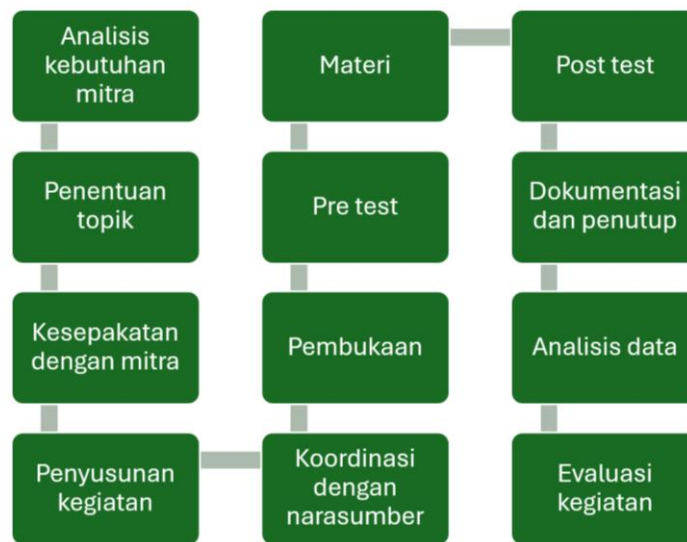 Analisis
kebutuhan
mitra
Penentuan
topik
Kesepakatan
dengan mitra
Penyusunan
kegiatan
Koordinasi
dengan
narasumber
Pembukaan
Pre test
Materi
Post test
Dokumentasi
dan penutup
Analisis data
Evaluasi
kegiatan